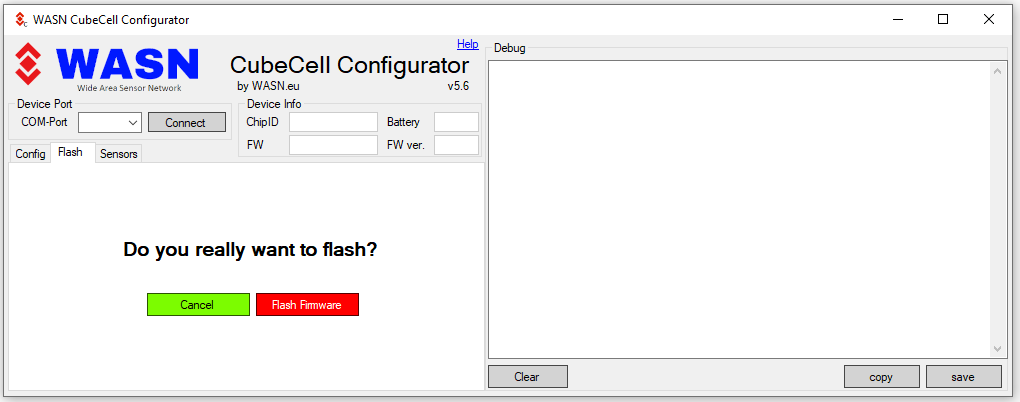 WASN CubeCell Configurator
Help
WASN
Wide Area Sensor Network
CubeCell Configurator
by WASN.eu
v5.6
Device Port
COM-Port
Connect
Device Info
ChipID
Battery
FW
FW ver.
Config
Flash
Sensors
Do you really want to flash?
Cancel
Flash Firmware
Debug
Clear
copy
save